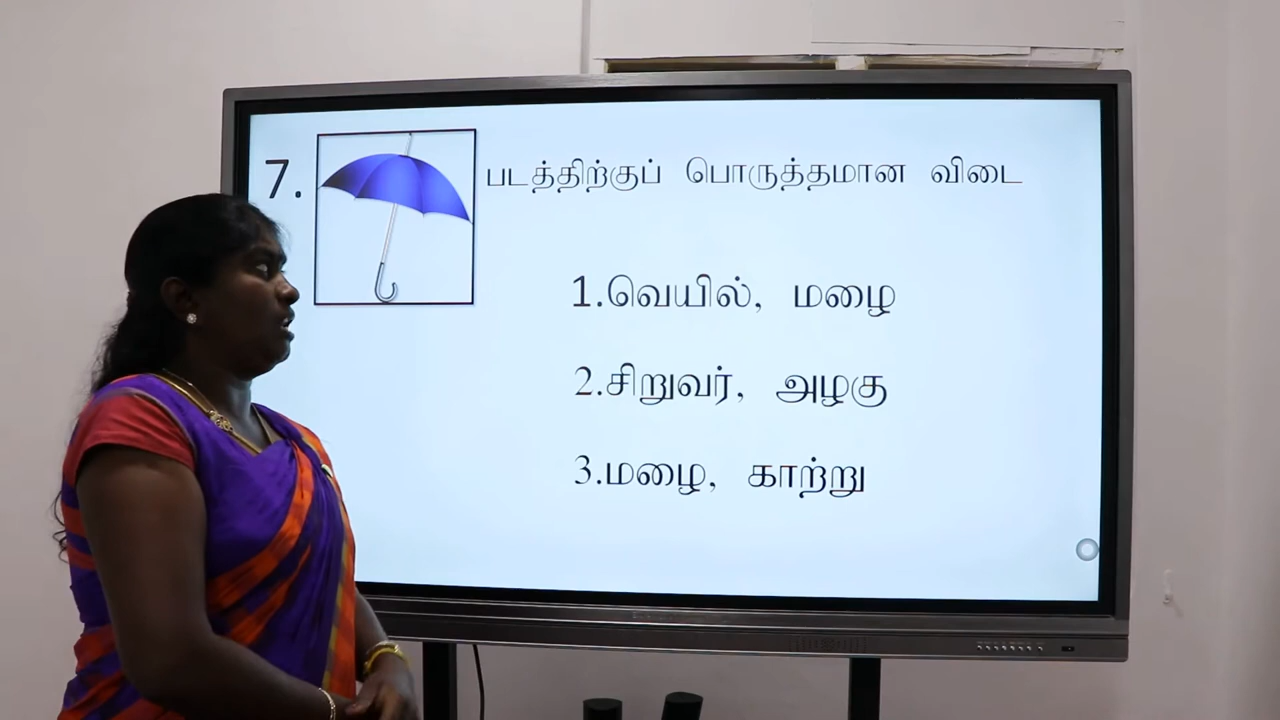 7. படத்திற்குப் பொருத்தமான விடை
1.வெயில், மழை
2.சிறுவர், அழகு
3.மழை, காற்று